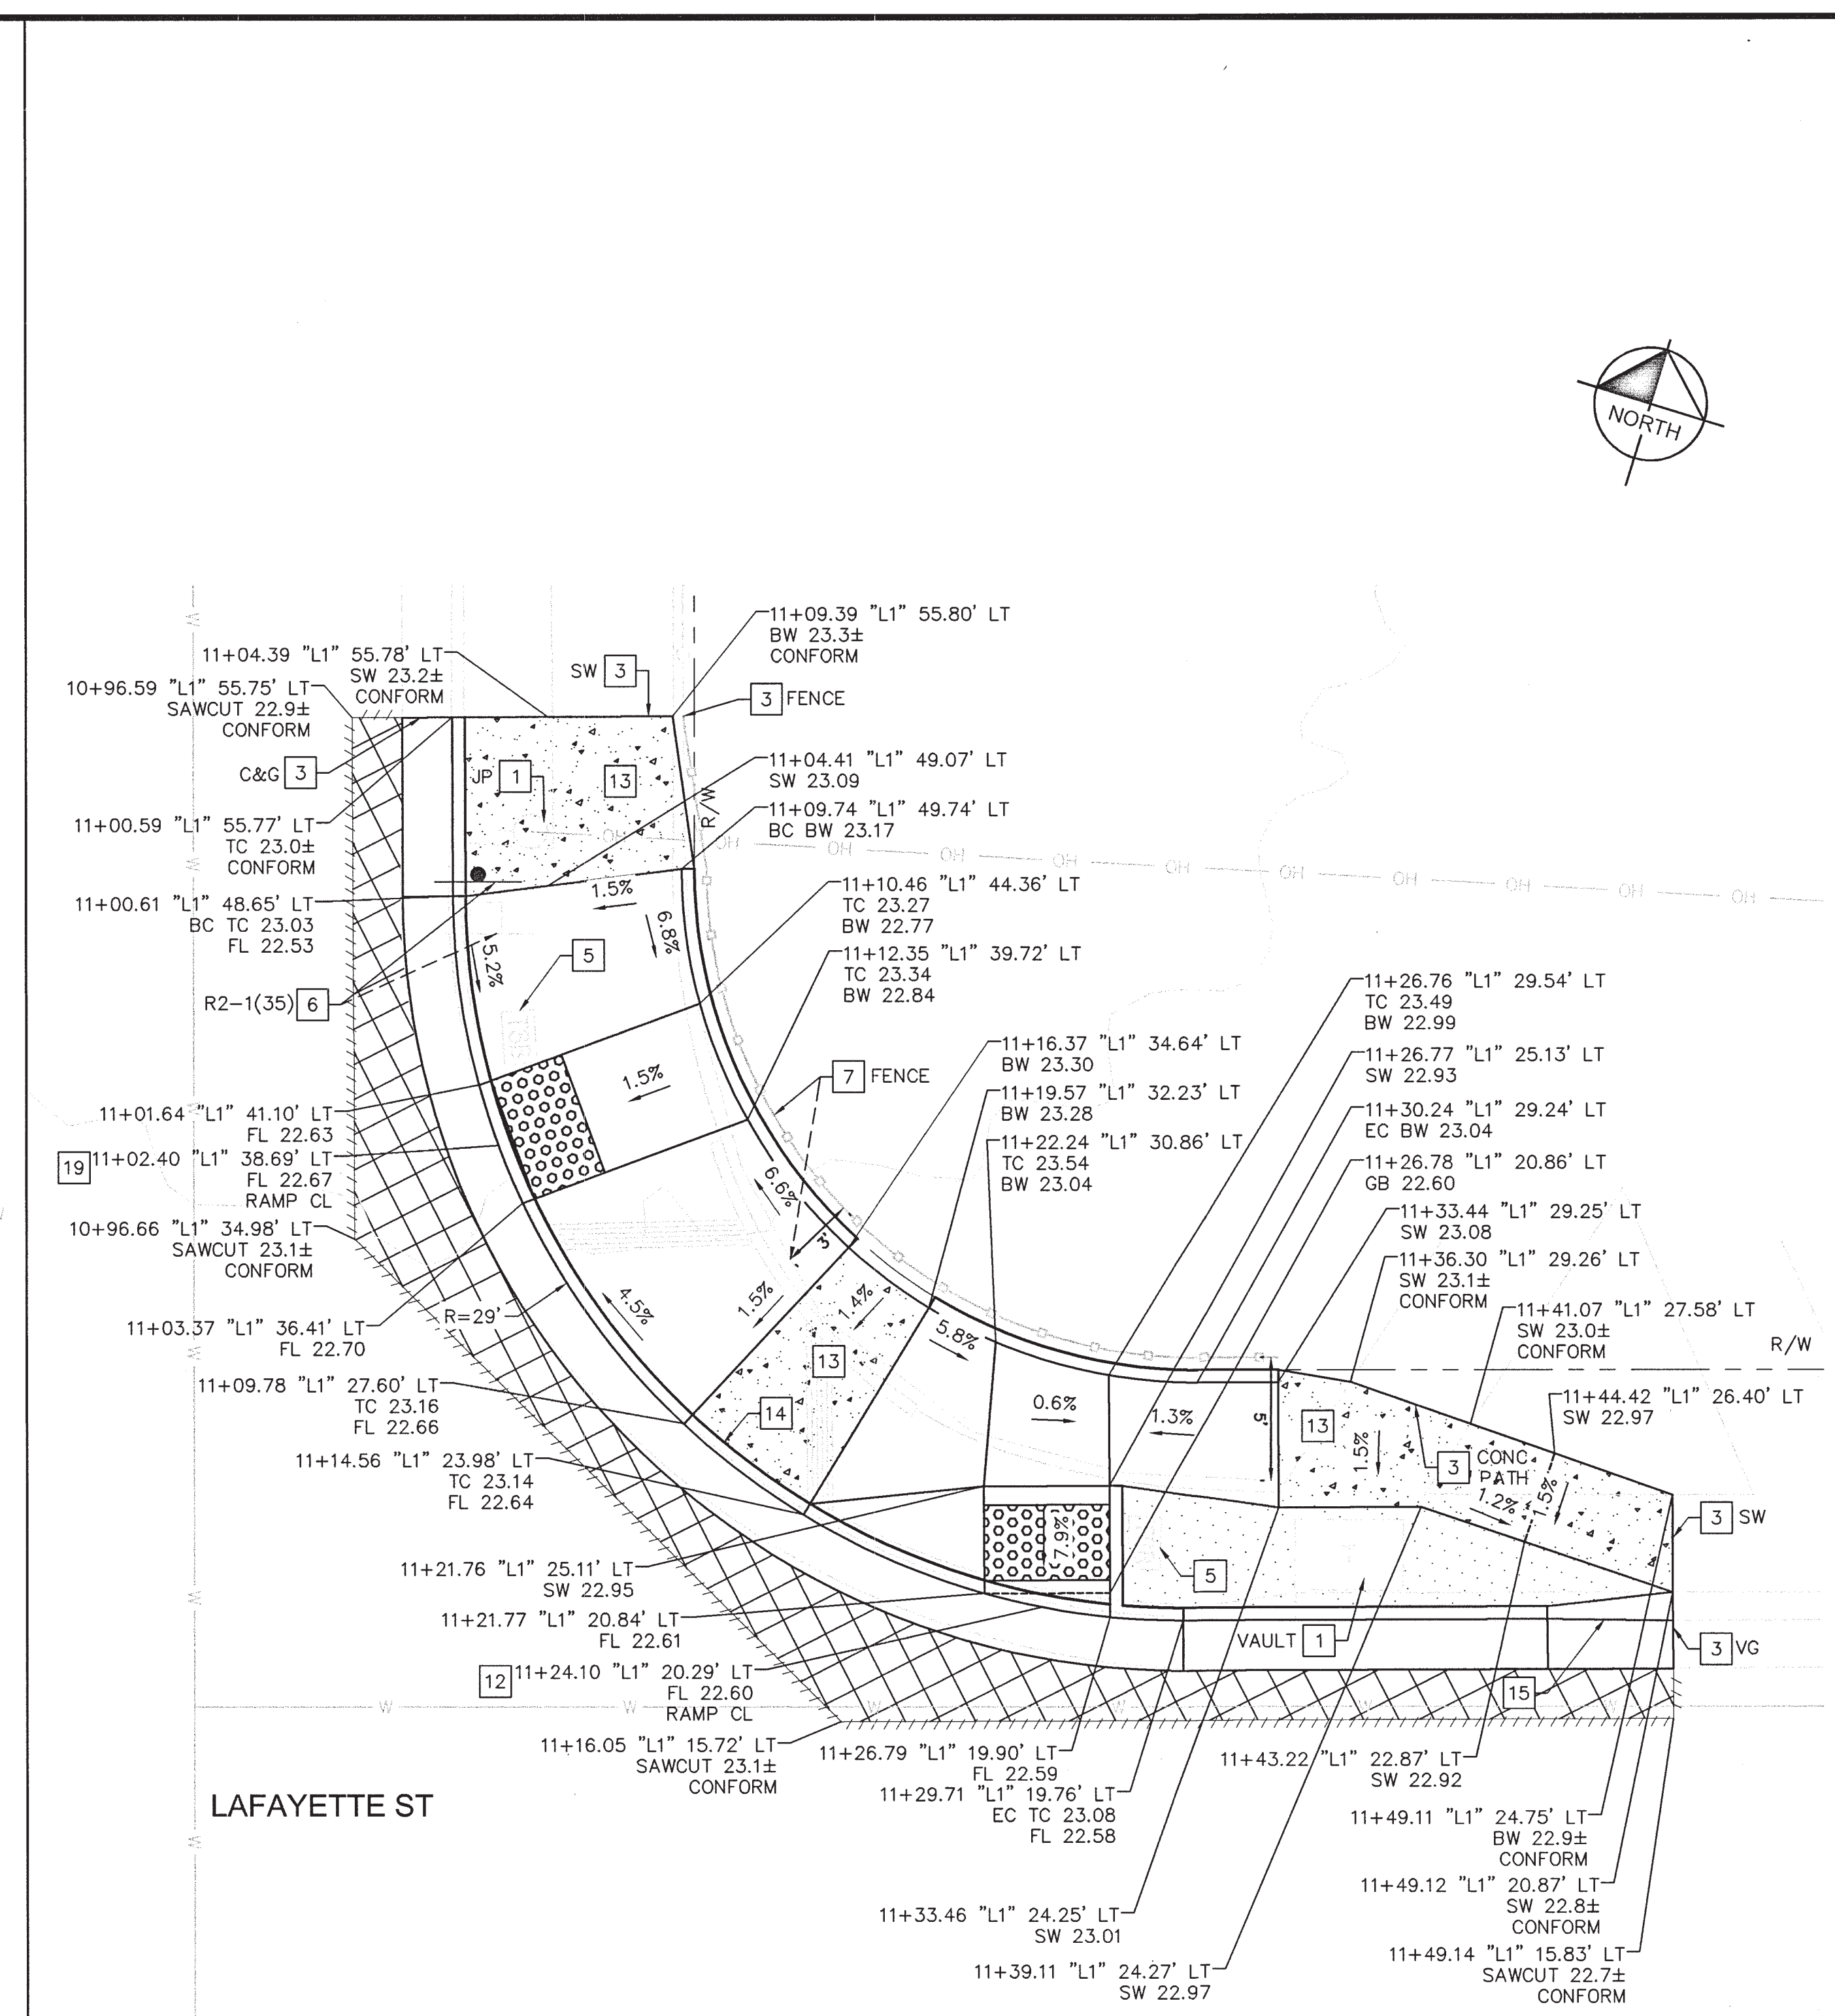 NORTH
11+09.39 "L1" 55.80' LT
BW 23.3±
CONFORM
11+04.39 "L1" 55.78' LT
SW 23.2±
CONFORM
SW 3
3 FENCE
10+96.59 "L1" 55.75' LT
SAWCUT 22.9±
CONFORM
C&G 3
JP 1
13
R/W
11+04.41 "L1" 49.07' LT
SW 23.09
11+09.74 "L1" 49.74' LT
BC BW 23.17
11+00.59 "L1" 55.77' LT
TC 23.0±
CONFORM
OH OH OH OH OH OH OH OH OH OH OH
11+00.61 "L1" 48.65' LT
BC TC 23.03
FL 22.53
1.5%
6.8%
5.2%
5
11+10.46 "L1" 44.36' LT
TC 23.27
BW 22.77
11+12.35 "L1" 39.72' LT
TC 23.34
BW 22.84
R2-1(35) 6
1.5%
7 FENCE
11+26.76 "L1" 29.54' LT
TC 23.49
BW 22.99
11+16.37 "L1" 34.64' LT
BW 23.30
11+26.77 "L1" 25.13' LT
SW 22.93
11+19.57 "L1" 32.23' LT
BW 23.28
11+30.24 "L1" 29.24' LT
EC BW 23.04
11+22.24 "L1" 30.86' LT
TC 23.54
BW 23.04
11+26.78 "L1" 20.86' LT
GB 22.60
11+01.64 "L1" 41.10' LT
FL 22.63
19 11+02.40 "L1" 38.69' LT
FL 22.67
RAMP CL
10+96.66 "L1" 34.98' LT
SAWCUT 23.1±
CONFORM
11+03.37 "L1" 36.41' LT
FL 22.70
R=29'
6.6%
3'
4.5%
1.5%
1.4%
13
14
5.8%
0.6%
1.3%
5'
11+33.44 "L1" 29.25' LT
SW 23.08
11+36.30 "L1" 29.26' LT
SW 23.1±
CONFORM
11+41.07 "L1" 27.58' LT
SW 23.0±
CONFORM
R/W
11+44.42 "L1" 26.40' LT
SW 22.97
13
1.5%
3 CONC
PATH
1.2%
1.5%
3 SW
11+09.78 "L1" 27.60' LT
TC 23.16
FL 22.66
11+14.56 "L1" 23.98' LT
TC 23.14
FL 22.64
7.9%
5
11+21.76 "L1" 25.11' LT
SW 22.95
11+21.77 "L1" 20.84' LT
FL 22.61
VAULT 1
3 VG
12 11+24.10 "L1" 20.29' LT
FL 22.60
RAMP CL
15
W W W W W W
W W W W W W
11+16.05 "L1" 15.72' LT
SAWCUT 23.1±
CONFORM
11+26.79 "L1" 19.90' LT
FL 22.59
11+29.71 "L1" 19.76' LT
EC TC 23.08
FL 22.58
11+43.22 "L1" 22.87' LT
SW 22.92
LAFAYETTE ST
11+49.11 "L1" 24.75' LT
BW 22.9±
CONFORM
11+49.12 "L1" 20.87' LT
SW 22.8±
CONFORM
11+33.46 "L1" 24.25' LT
SW 23.01
11+49.14 "L1" 15.83' LT
SAWCUT 22.7±
CONFORM
11+39.11 "L1" 24.27' LT
SW 22.97